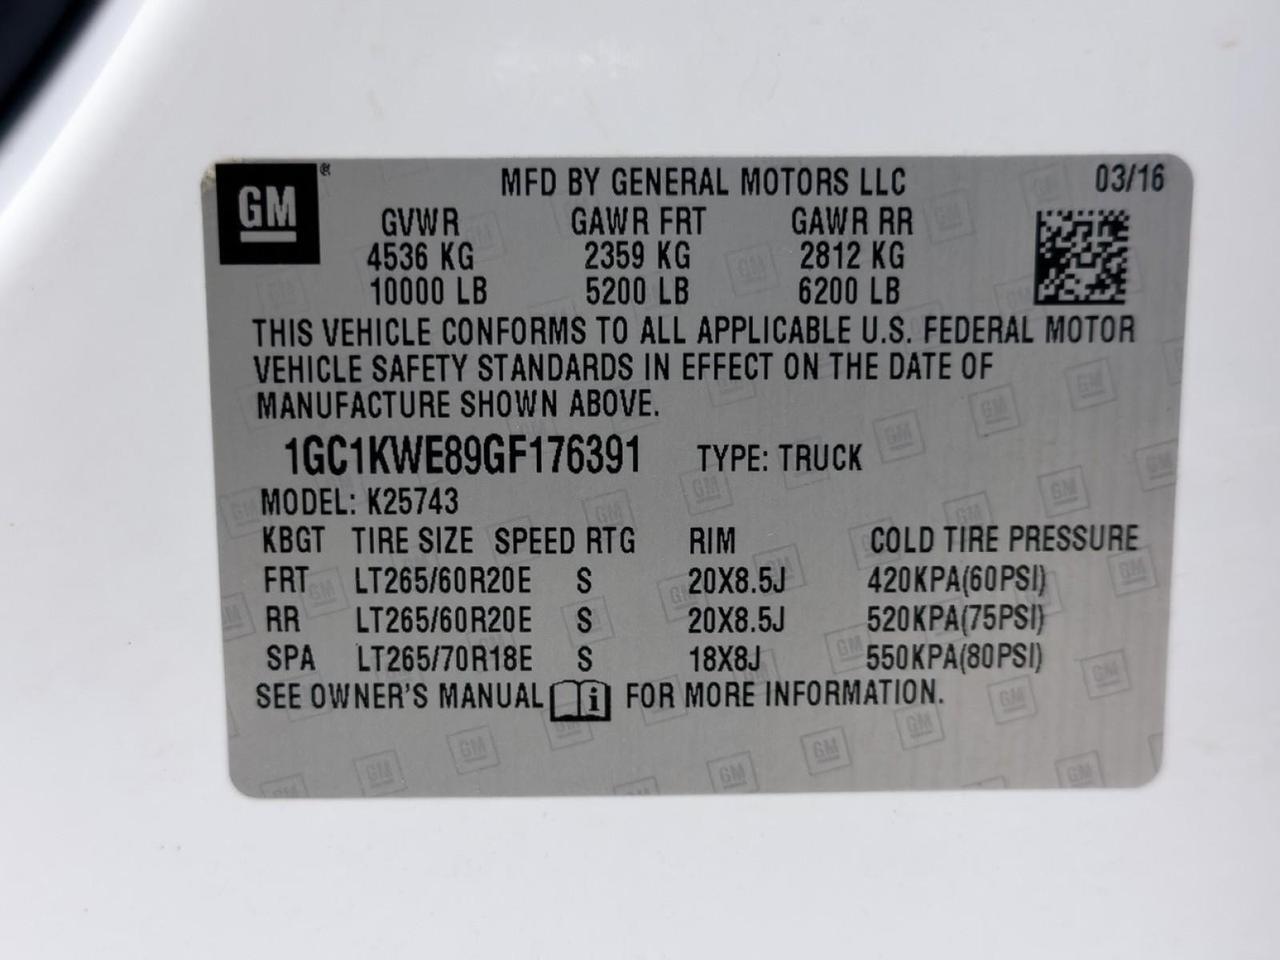 GM® MFD BY GENERAL MOTORS LLC 03/16
GVWR GAWR FRT GAWR RR
4536 KG 2359 KG 2812 KG
10000 LB 5200 LB 6200 LB
THIS VEHICLE CONFORMS TO ALL APPLICABLE U.S. FEDERAL MOTOR
VEHICLE SAFETY STANDARDS IN EFFECT ON THE DATE OF
MANUFACTURE SHOWN ABOVE.
1GC1KWE89GF176391 TYPE: TRUCK
MODEL: K25743
KBGT TIRE SIZE SPEED RTG RIM COLD TIRE PRESSURE
FRT LT265/60R20E S 20X8.5J 420KPA(60PSI)
RR LT265/60R20E S 20X8.5J 520KPA(75PSI)
SPA LT265/70R18E S 18X8J 550KPA(80PSI)
SEE OWNER'S MANUAL i FOR MORE INFORMATION.